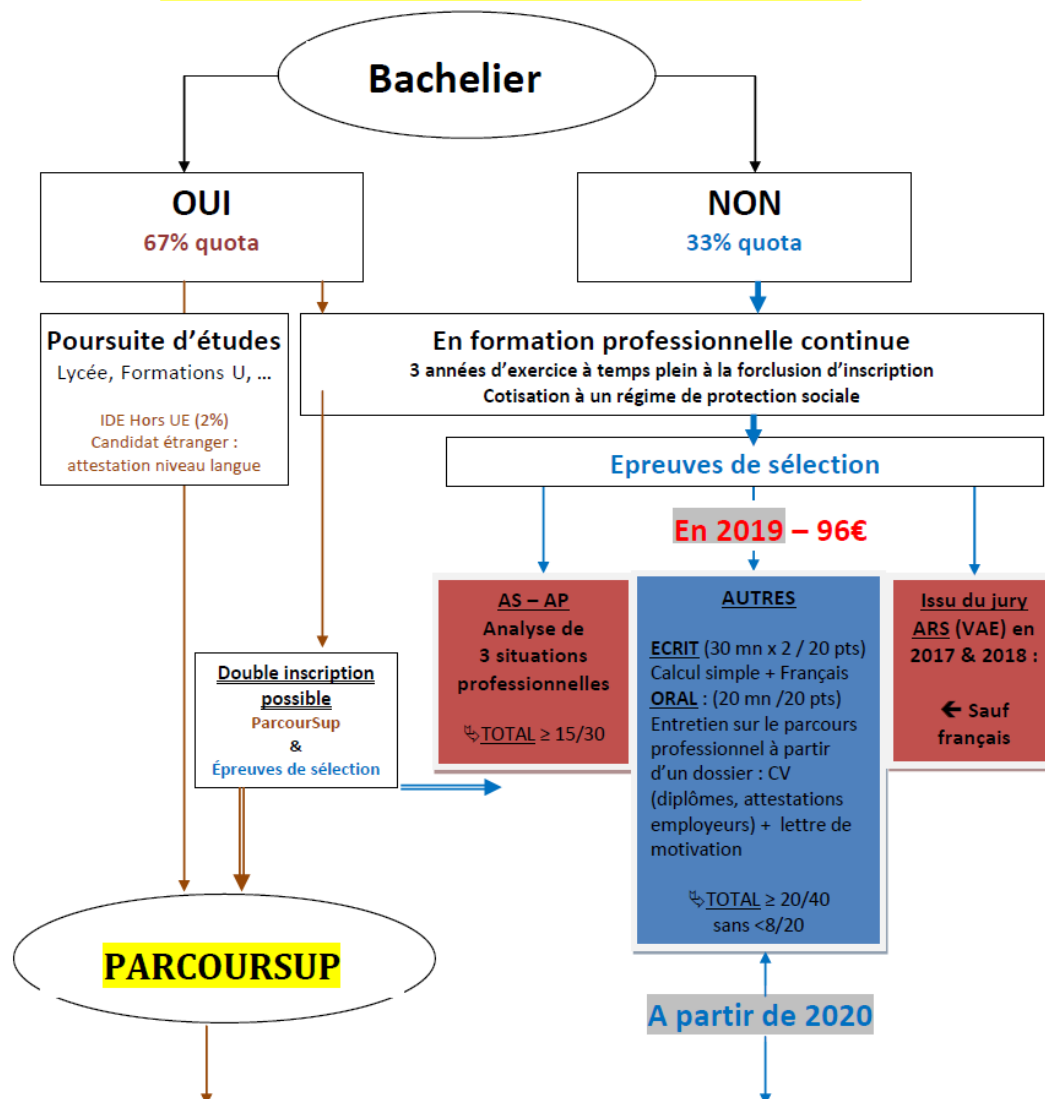 Bachelier
OUI
67% quota
NON
33% quota
Poursuite d'études
Lycée, Formations U, ...
IDE Hors UE (2%)
Candidat étranger :
attestation niveau langue
En formation professionnelle continue
3 années d'exercice à temps plein à la forclusion d'inscription
Cotisation à un régime de protection sociale
Epreuves de sélection
En 2019 – 96€
Double inscription
possible
ParcourSup
&
Épreuves de sélection
AS – AP
Analyse de
3 situations
professionnelles
TOTAL ≥ 15/30
AUTRES
ECRIT (30 mn x 2 / 20 pts)
Calcul simple + Français
ORAL : (20 mn /20 pts)
Entretien sur le parcours
professionnel à partir
d'un dossier : CV
(diplômes, attestations
employeurs) + lettre de
motivation
TOTAL ≥ 20/40
sans <8/20
Issu du jury
ARS (VAE) en
2017 & 2018 :
← Sauf
français
PARCOURSUP
A partir de 2020